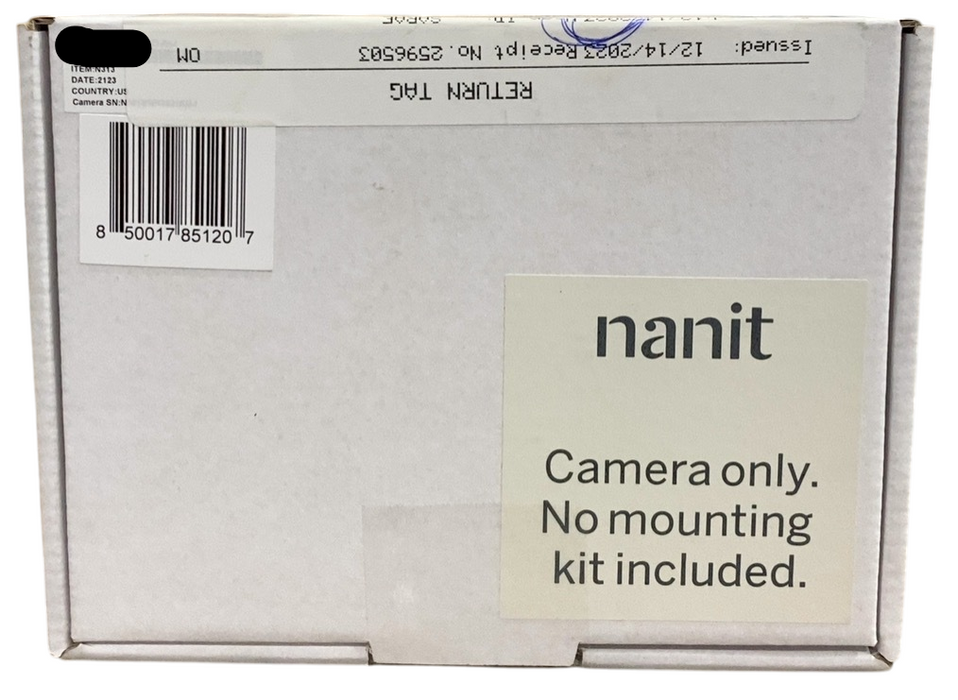 RETURN TAG
Issued: 12/14/2023 Receipt No. 2596503 OM
ITEM:N313
DATE:2123
COUNTRY:US
Camera SN:N
8 50017 85120 7
nanit
Camera only.
No mounting
kit included.